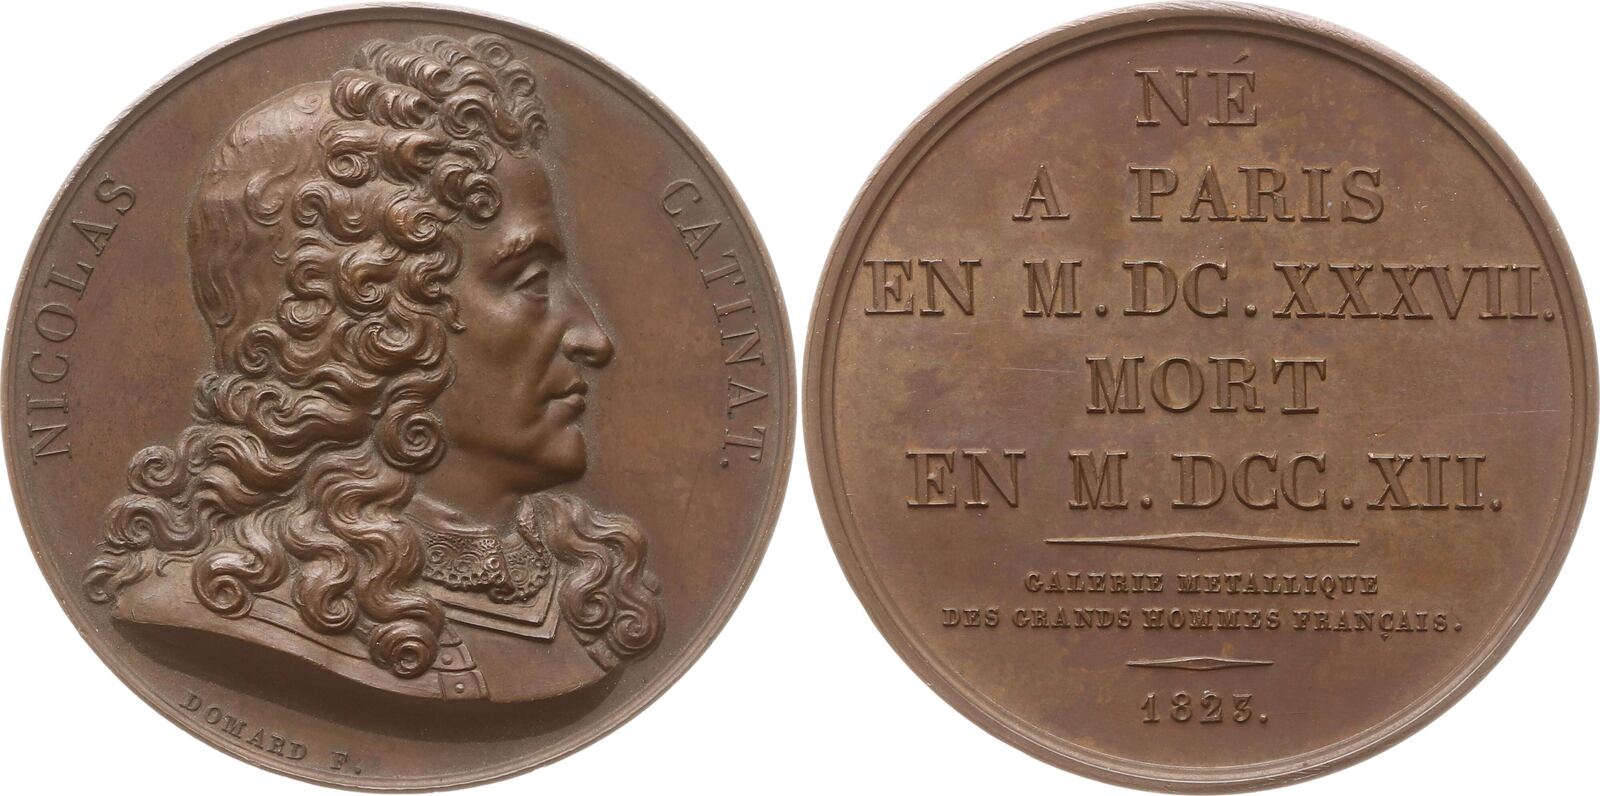 NICOLAS CATINAT.
DOMARD F.
NÉ
A PARIS
EN M.DC.XXXVII.
MORT
EN M.DCC.XII.
GALERIE METALLIQUE
DES GRANDS HOMMES FRANÇAIS.
1823.